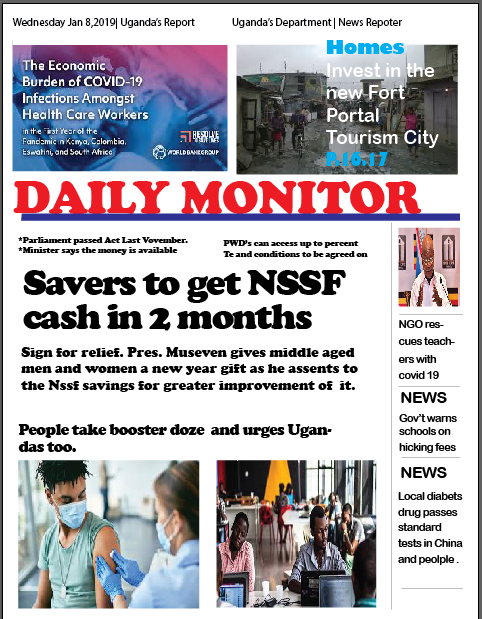 Wednesday Jan 8,2019| Uganda's Report
Uganda's Department | News Repoter
The Economic
Burden of COVID-19
Infections Amongst
Health Care Workers
in the First Year of the
Pandemic in Kenya, Colombia,
Eswatini, and South Africa
RESOLVE
WORLD BANK GROUP
Homes
Invest in the
new Fort
Portal
Tourism City
P.16,17
DAILY MONITOR
*Parliament passed Act Last Vovember.
*Minister says the money is available
PWD's can access up to percent
Te and conditions to be agreed on
Savers to get NSSF
cash in 2 months
Sign for relief. Pres. Museven gives middle aged
men and women a new year gift as he assents to
the Nssf savings for greater improvement of it.
People take booster doze and urges Ugan-
das too.
NGO res-
cues teach-
ers with
covid 19
NEWS
Gov't warns
schools on
hicking fees
NEWS
Local diabets
drug passes
standard
tests in China
and peolple .